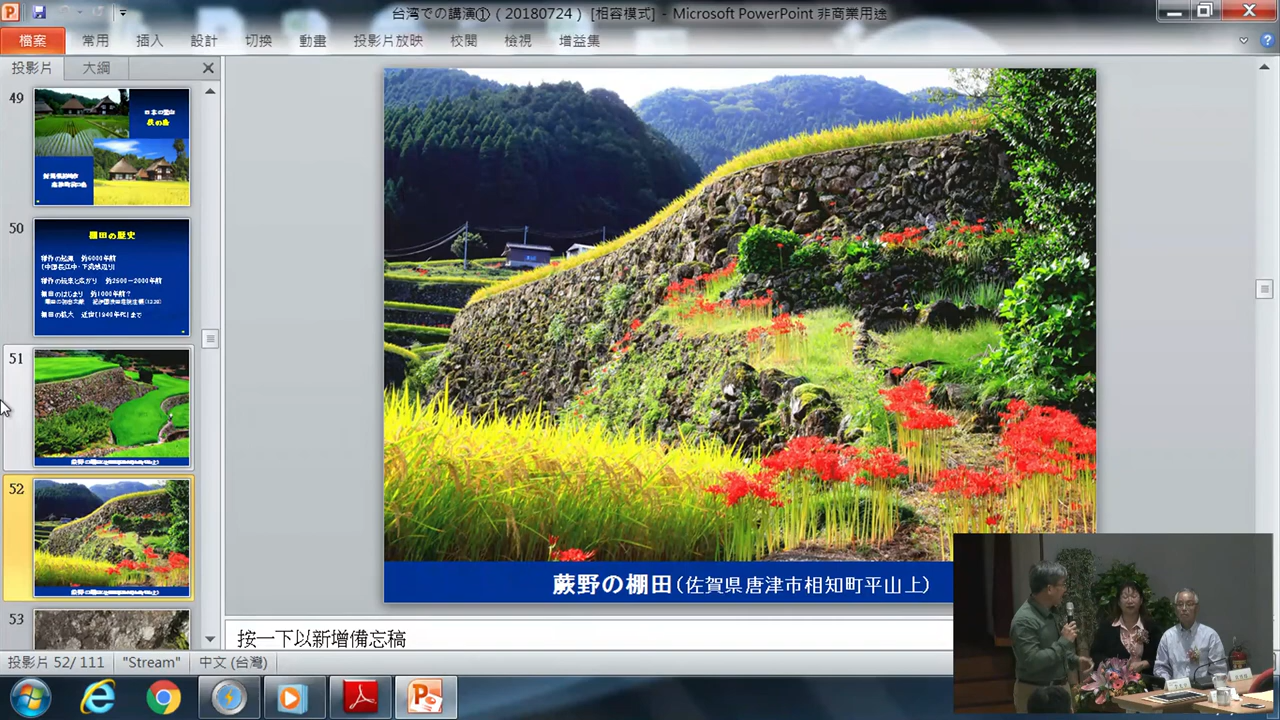 台湾での講演①（20180724）[相容模式] - Microsoft PowerPoint 非商業用途
檔案 常用 插入 設計 切換 動畫 投影片放映 校閱 檢視 增益集
投影片 大綱
49
50
棚田の歴史
51
52
53
蕨野の棚田（佐賀県唐津市相知町平山上）
按一下以新增備忘稿
投影片 52/ 111 "Stream" 中文 (台灣)